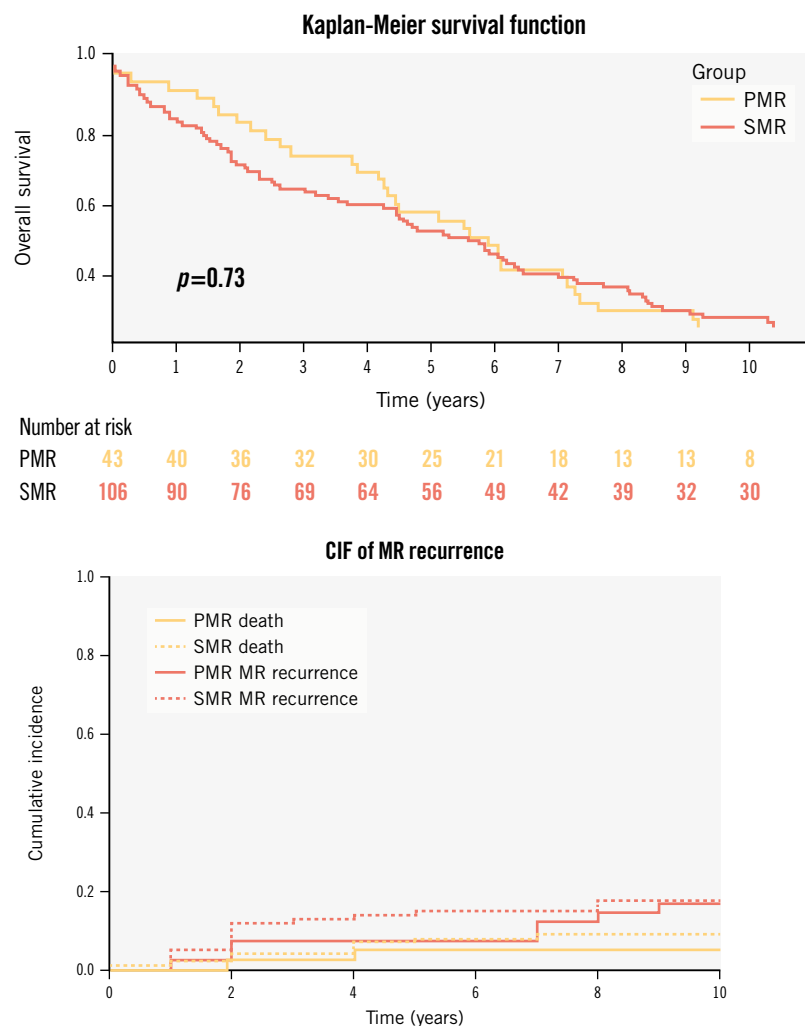 Kaplan-Meier survival function
1.0
0.8
0.6
0.4
Overall survival
Group
PMR
SMR
p=0.73
0 1 2 3 4 5 6 7 8 9 10
Time (years)
Number at risk
PMR 43 40 36 32 30 25 21 18 13 13 8
SMR 106 90 76 69 64 56 49 42 39 32 30
CIF of MR recurrence
1.0
0.8
0.6
0.4
0.2
0.0
Cumulative incidence
PMR death
SMR death
PMR MR recurrence
SMR MR recurrence
0 2 4 6 8 10
Time (years)